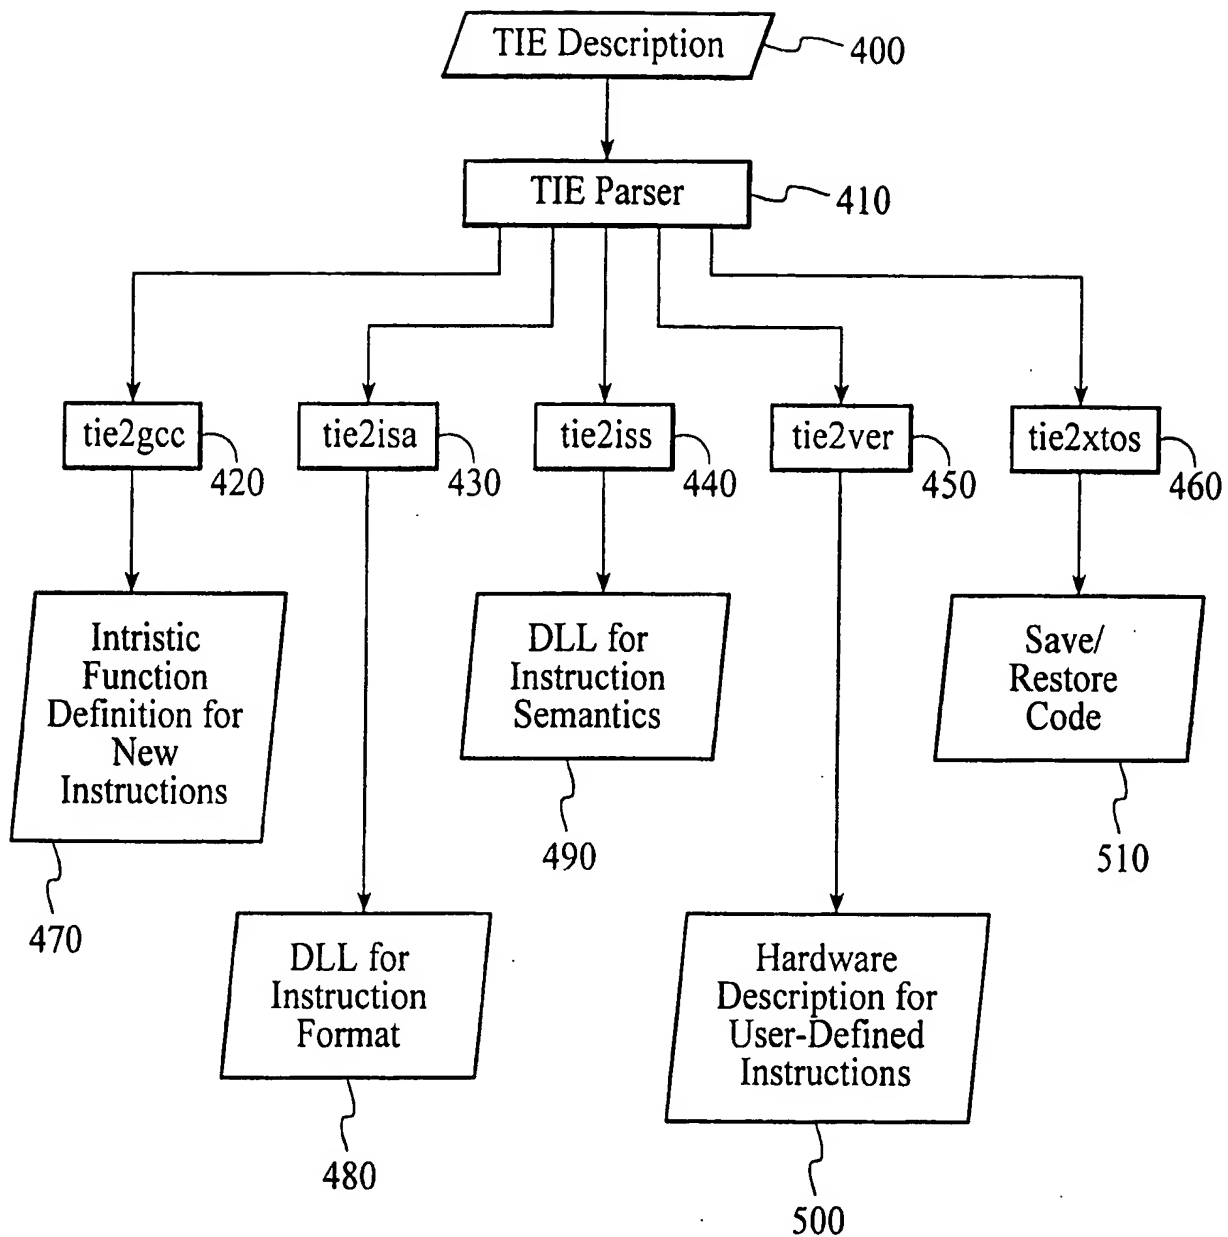 TIE Description
400
TIE Parser
410
tie2gcc
420
tie2isa
430
tie2iss
440
tie2ver
450
tie2xtos
460
Intristic
Function
Definition for
New
Instructions
470
DLL for
Instruction
Semantics
490
Save/
Restore
Code
510
DLL for
Instruction
Format
480
Hardware
Description for
User-Defined
Instructions
500